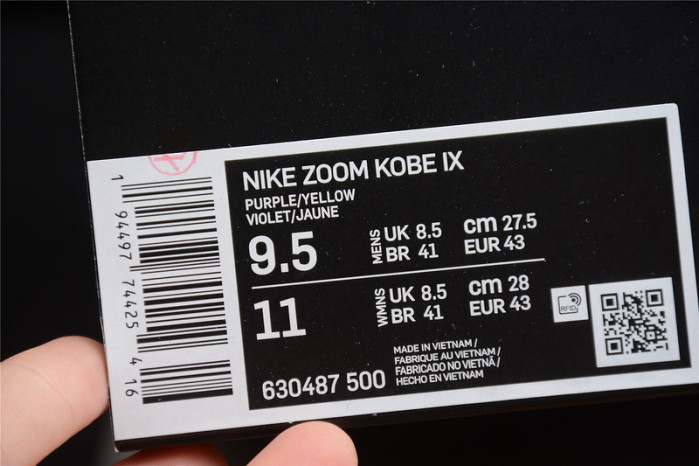 NIKE ZOOM KOBE IX
PURPLE/YELLOW
VIOLET/JAUNE
9.5 MENS UK 8.5 cm 27.5
BR 41 EUR 43
11 WMNS UK 8.5 cm 28
BR 41 EUR 43
RFID
630487 500
MADE IN VIETNAM /
FABRIQUE AU VIETNAM /
FABRICADO NO VIETNÃ /
HECHO EN VIETNAM
1 94497 74425 4 16